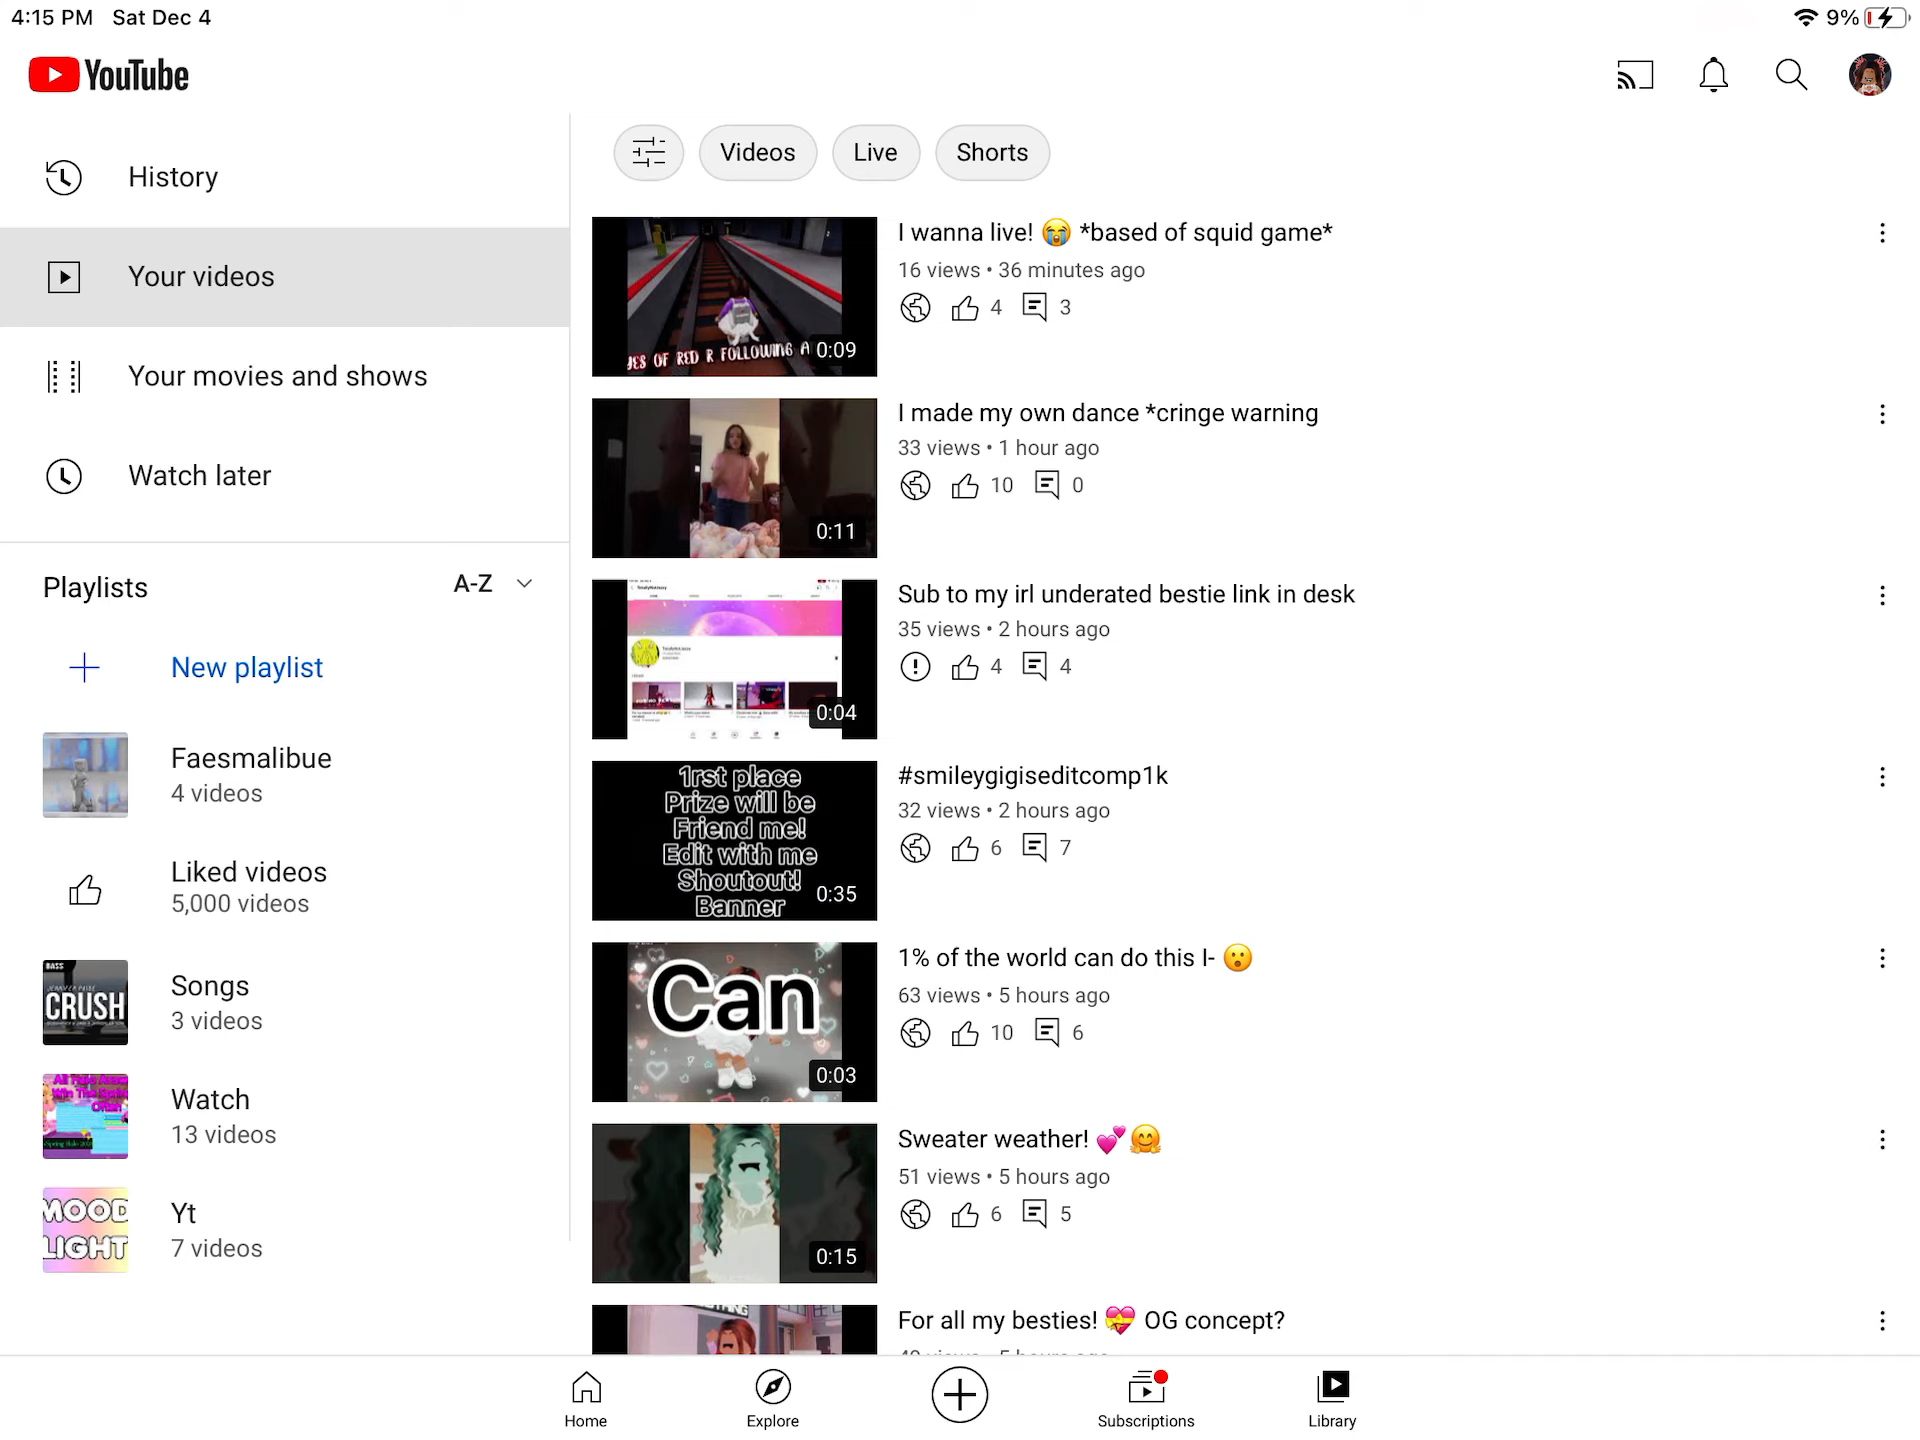 4:15 PM Sat Dec 4
9%
YouTube
History
Your videos
Your movies and shows
Watch later
Playlists
A-Z
New playlist
Faesmalibue
4 videos
Liked videos
5,000 videos
BASS
CRUSH
Songs
3 videos
Watch
13 videos
MOOD
LIGHT
Yt
7 videos
Videos
Live
Shorts
YES OF RED R FOLLOWING A
0:09
I wanna live! 😭 *based of squid game*
16 views • 36 minutes ago
4
3
0:11
I made my own dance *cringe warning
33 views • 1 hour ago
10
0
0:04
Sub to my irl underated bestie link in desk
35 views • 2 hours ago
4
4
1rst place
Prize will be
Friend me!
Edit with me
Shoutout!
Banner
0:35
#smileygigiseditcomp1k
32 views • 2 hours ago
6
7
Can
0:03
1% of the world can do this I- 😮
63 views • 5 hours ago
10
6
0:15
Sweater weather! 💕🤗
51 views • 5 hours ago
6
5
For all my besties! 💝 OG concept?
Home
Explore
Subscriptions
Library